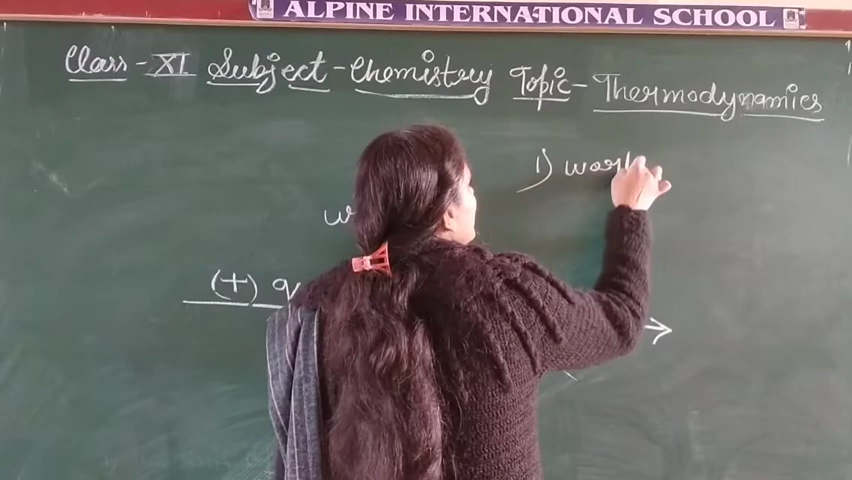 ALPINE INTERNATIONAL SCHOOL
Class - XI Subject - Chemistry Topic - Thermodynamics
1) work
w
(+) q